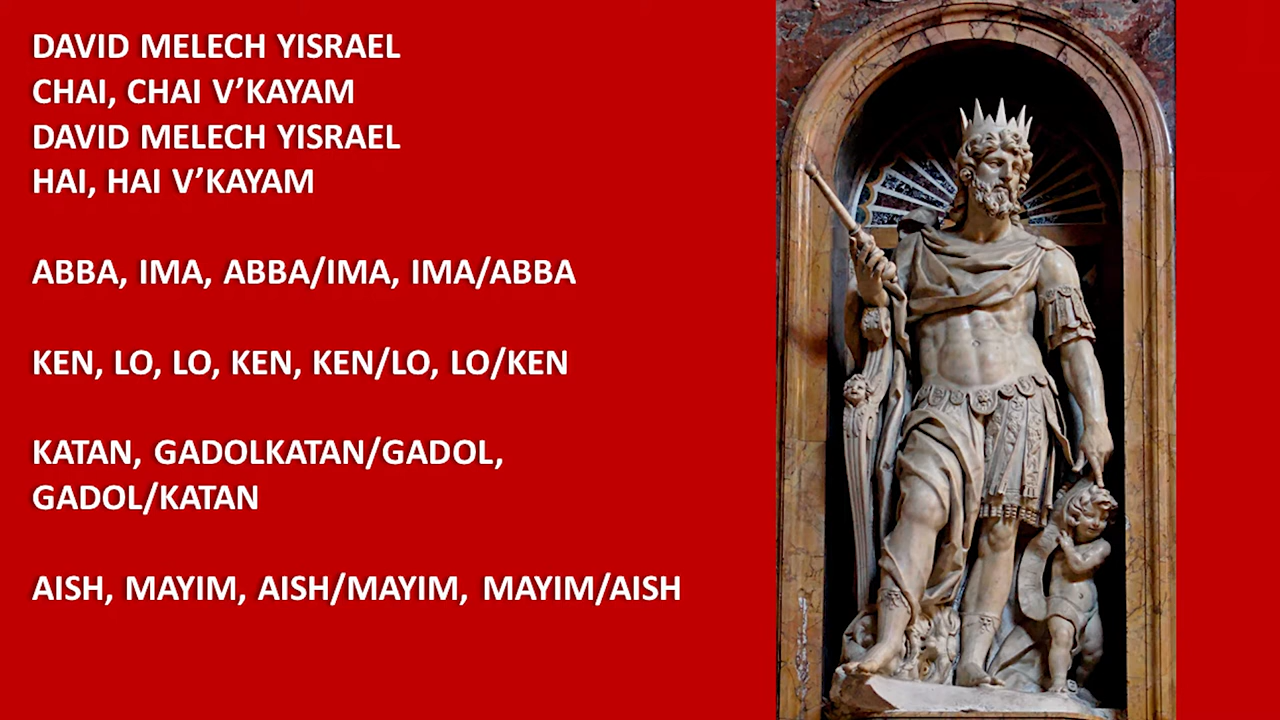 DAVID MELECH YISRAEL
CHAI, CHAI V’KAYAM
DAVID MELECH YISRAEL
HAI, HAI V’KAYAM
ABBA, IMA, ABBA/IMA, IMA/ABBA
KEN, LO, LO, KEN, KEN/LO, LO/KEN
KATAN, GADOLKATAN/GADOL,
GADOL/KATAN
AISH, MAYIM, AISH/MAYIM, MAYIM/AISH